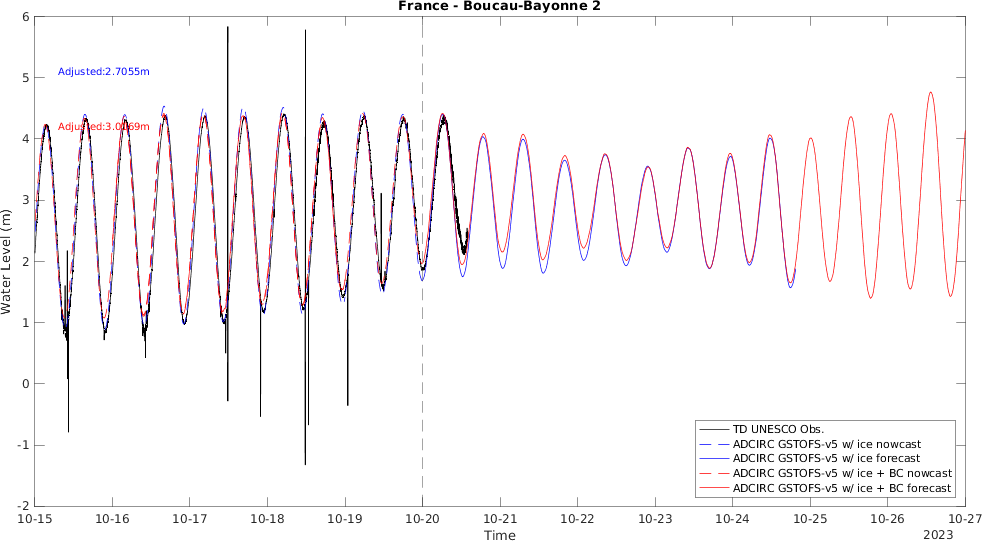 France - Boucau-Bayonne 2
6
5
4
3
2
1
0
-1
-2
Water Level (m)
Adjusted:2.7055m
10-15
10-16
10-17
10-18
10-19
10-20
10-21
10-22
10-23
10-24
10-25
10-26
10-27
Time
2023
TD UNESCO Obs.
ADCIRC GSTOFS-v5 w/ ice nowcast
ADCIRC GSTOFS-v5 w/ ice forecast
ADCIRC GSTOFS-v5 w/ ice + BC nowcast
ADCIRC GSTOFS-v5 w/ ice + BC forecast